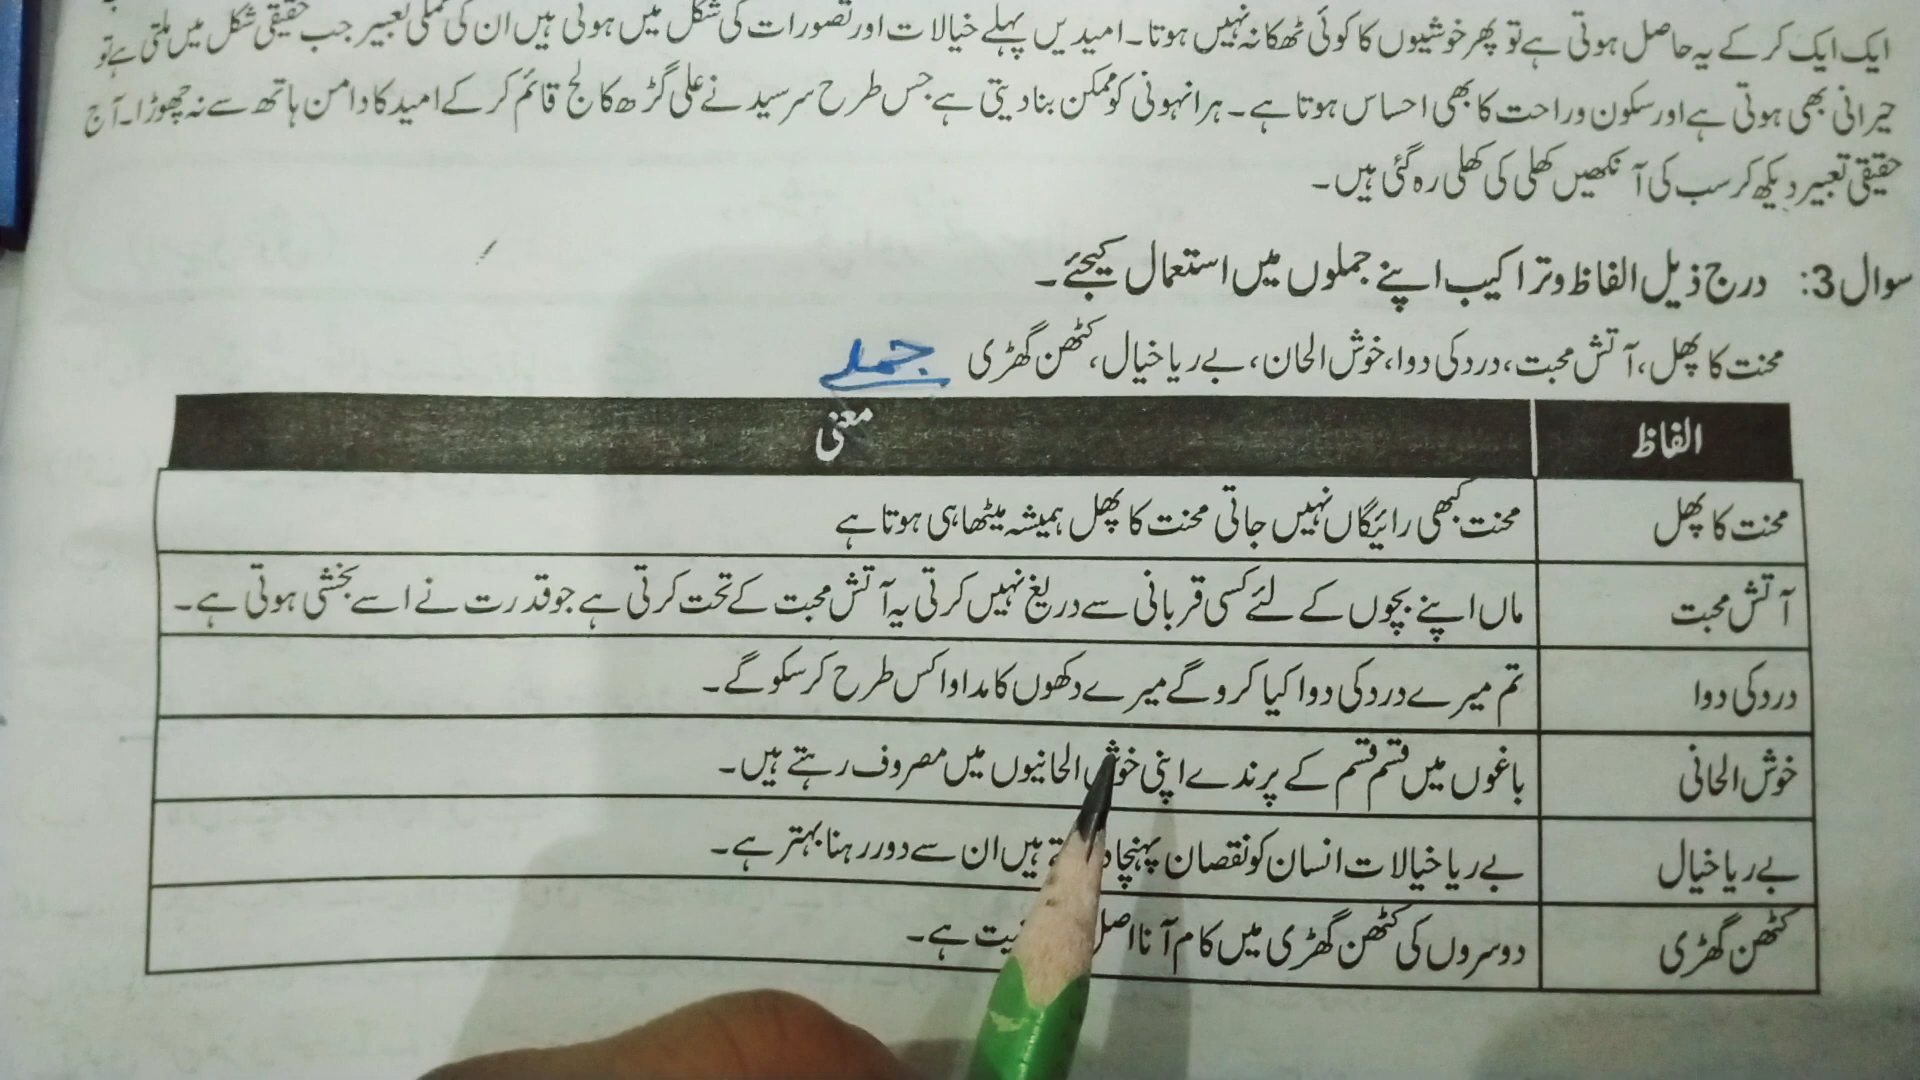 ایک ایک کر کے یہ حاصل ہوتی ہے تو پھر خوشیوں کا کوئی ٹھکانہ نہیں ہوتا۔ امیدیں پہلے خیالات اور تصورات کی شکل میں ہوتی ہیں ان کی عملی تعبیر جب حقیقی شکل میں ملتی ہے تو
حیرانی بھی ہوتی ہے اور سکون وراحت کا بھی احساس ہوتا ہے۔ ہر انہونی کو ممکن بنادیتی ہے جس طرح سرسید نے علی گڑھ کالج قائم کر کے امید کا دامن ہاتھ سے نہ چھوڑا۔ آج
حقیقی تعبیر دیکھ کر سب کی آنکھیں کھلی کی کھلی رہ گئی ہیں۔
سوال 3: درج ذیل الفاظ وتراکیب اپنے جملوں میں استعمال کیجئے۔
محنت کا پھل، آتش محبت، درد کی دوا، خوش الحان، بے ریا خیال، کٹھن گھڑی جملے
الفاظ معنی
محنت کا پھل محنت کبھی رائیگاں نہیں جاتی محنت کا پھل ہمیشہ میٹھا ہی ہوتا ہے
آتش محبت ماں اپنے بچوں کے لئے کسی قربانی سے دریغ نہیں کرتی یہ آتش محبت کے تحت کرتی ہے جو قدرت نے اسے بخشی ہوتی ہے۔
درد کی دوا تم میرے درد کی دوا کیا کرو گے میرے دکھوں کا مداوا کس طرح کرسکو گے۔
خوش الحانی باغوں میں قسم قسم کے پرندے اپنی خوش الحانیوں میں مصروف رہتے ہیں۔
بے ریا خیال بے ریا خیالات انسان کو نقصان پہنچا ہیں ان سے دور رہنا بہتر ہے۔
کٹھن گھڑی دوسروں کی کٹھن گھڑی میں کام آنا اصل ہے۔